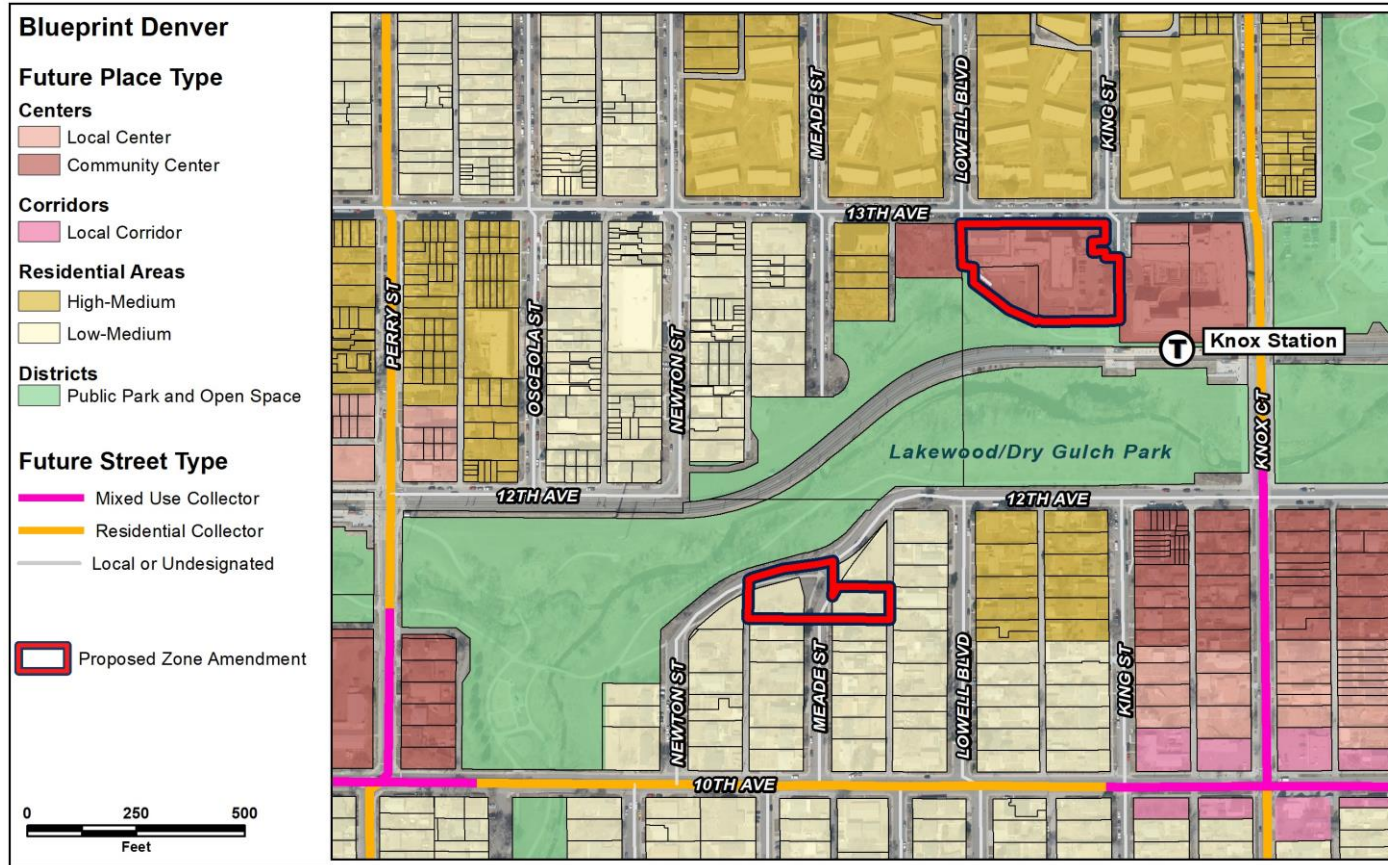 Blueprint Denver
Future Place Type
Centers
Local Center
Community Center
Corridors
Local Corridor
Residential Areas
High-Medium
Low-Medium
Districts
Public Park and Open Space
Future Street Type
Mixed Use Collector
Residential Collector
Local or Undesignated
Proposed Zone Amendment
0 250 500
Feet
MEADE ST
LOWELL BLVD
KING ST
13TH AVE
PERRY ST
OSCEOLA ST
NEWTON ST
T
Knox Station
KNOX CT
Lakewood/Dry Gulch Park
12TH AVE
12TH AVE
NEWTON ST
MEADE ST
LOWELL BLVD
KING ST
10TH AVE